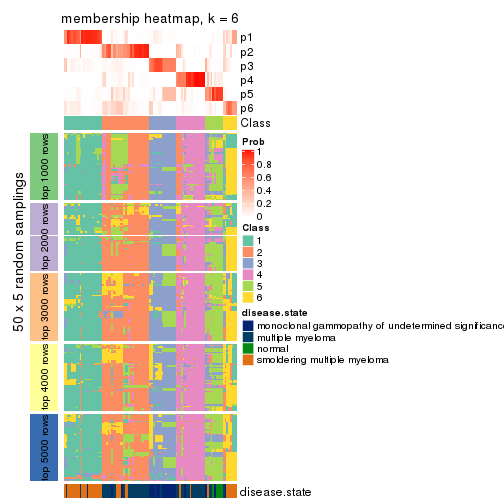 membership heatmap, k = 6
p1
p2
p3
p4
p5
p6
Class
50 x 5 random samplings
top 1000 rows
top 2000 rows
top 3000 rows
top 4000 rows
top 5000 rows
Prob
1
0.8
0.6
0.4
0.2
0
Class
1
2
3
4
5
6
disease.state
monoclonal gammopathy of undetermined significance
multiple myeloma
normal
smoldering multiple myeloma
disease.state